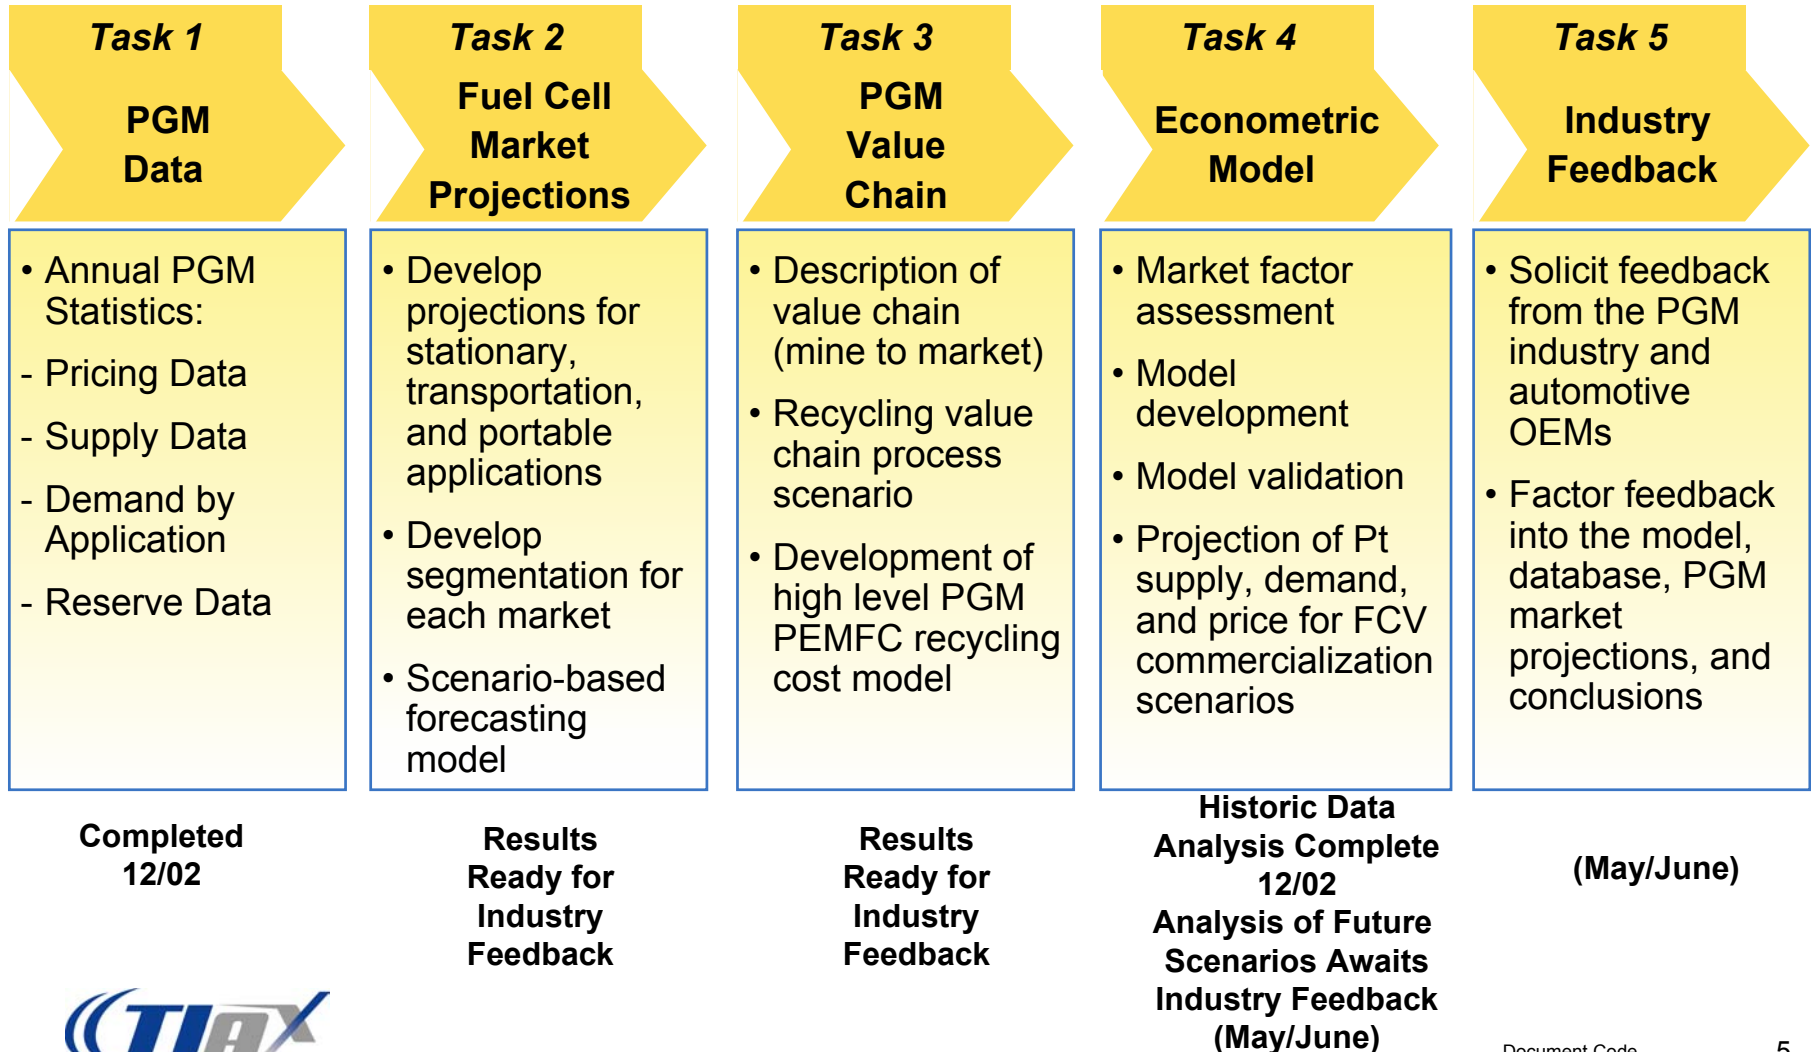 Task 1
PGM
Data
• Annual PGM
Statistics:
- Pricing Data
- Supply Data
- Demand by
Application
- Reserve Data
Completed
12/02
Task 2
Fuel Cell
Market
Projections
• Develop
projections for
stationary,
transportation,
and portable
applications
• Develop
segmentation for
each market
• Scenario-based
forecasting
model
Results
Ready for
Industry
Feedback
Task 3
PGM
Value
Chain
• Description of
value chain
(mine to market)
• Recycling value
chain process
scenario
• Development of
high level PGM
PEMFC recycling
cost model
Results
Ready for
Industry
Feedback
Task 4
Econometric
Model
• Market factor
assessment
• Model
development
• Model validation
• Projection of Pt
supply, demand,
and price for FCV
commercialization
scenarios
Historic Data
Analysis Complete
12/02
Analysis of Future
Scenarios Awaits
Industry Feedback
(May/June)
Task 5
Industry
Feedback
• Solicit feedback
from the PGM
industry and
automotive
OEMs
• Factor feedback
into the model,
database, PGM
market
projections, and
conclusions
(May/June)
TIAX
Document Code
5